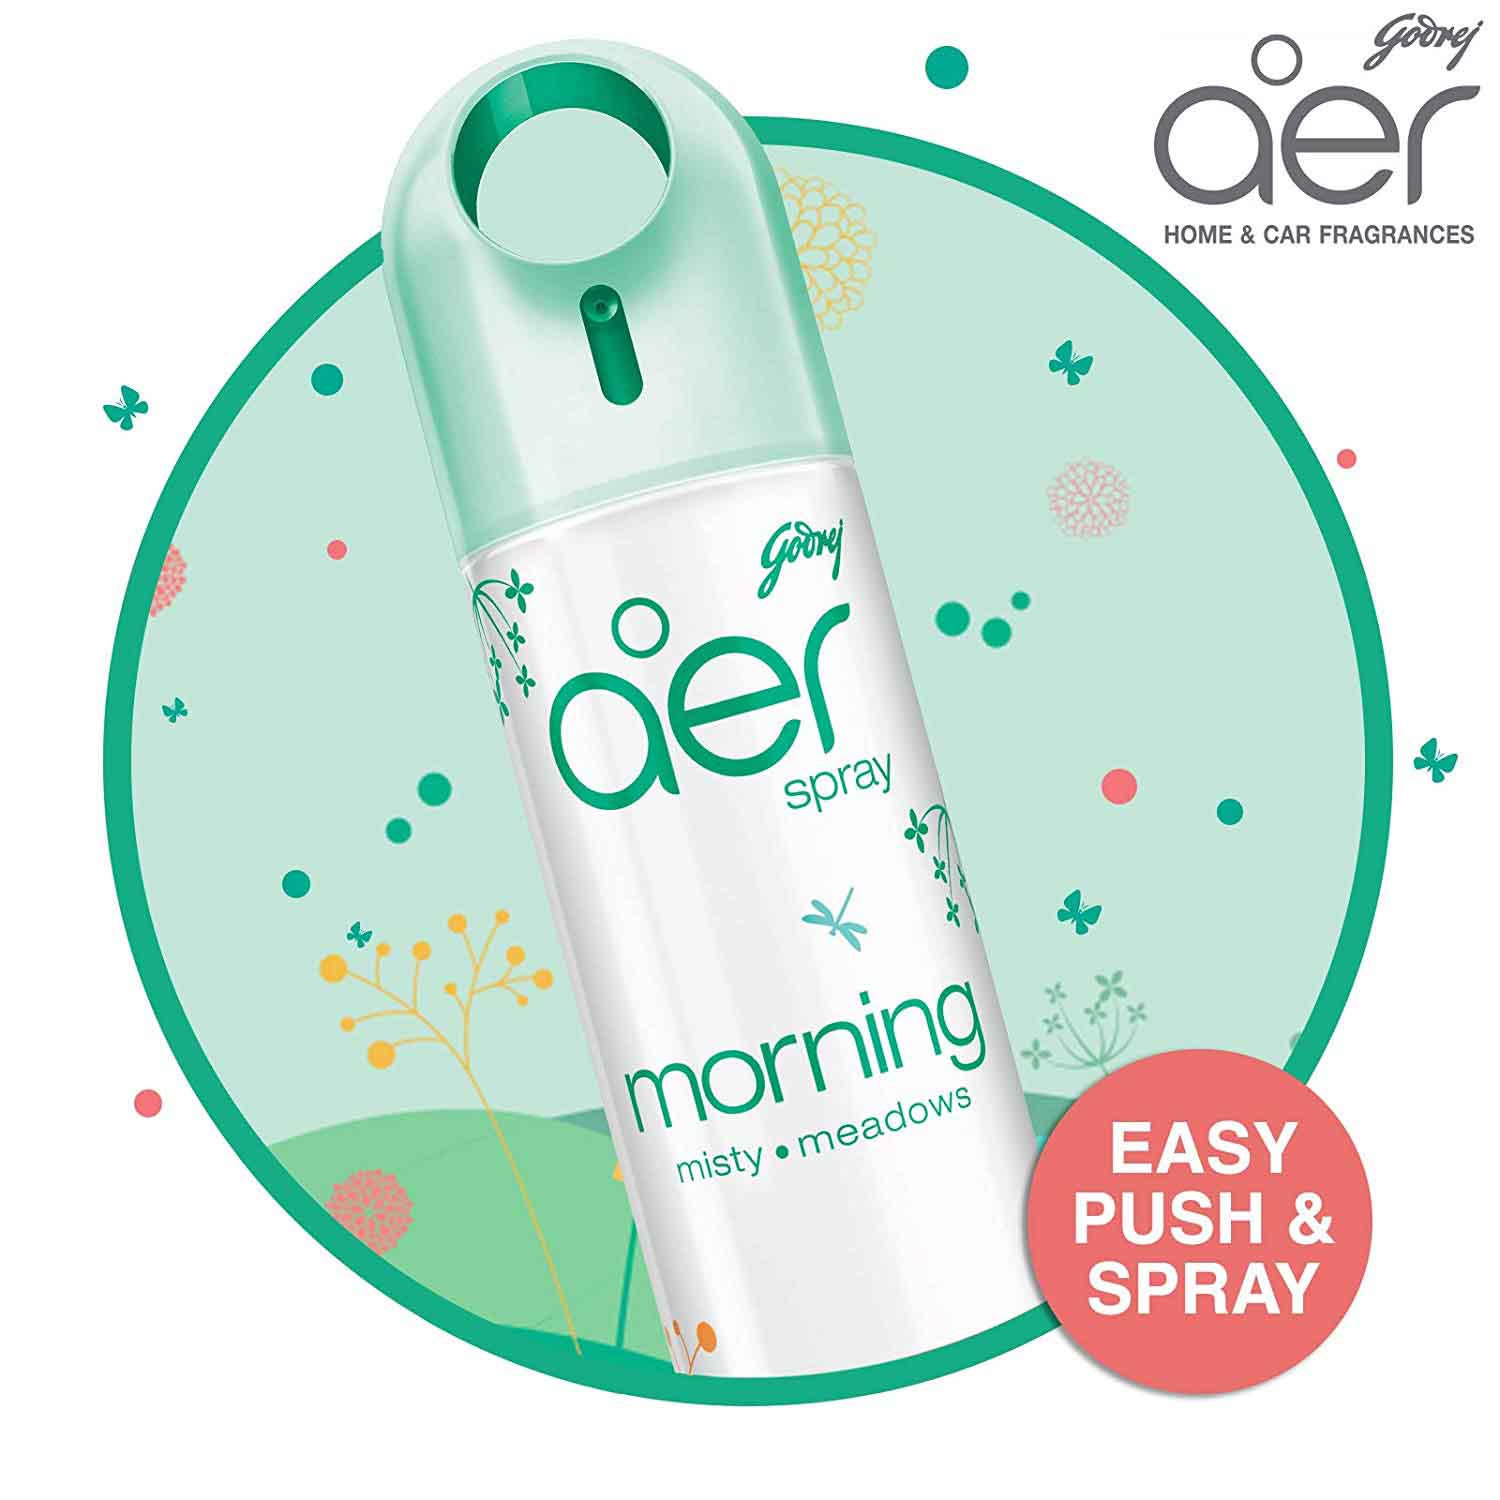 Godrej
aer
HOME & CAR FRAGRANCES
Godrej
aer
spray
morning
misty • meadows
EASY
PUSH &
SPRAY